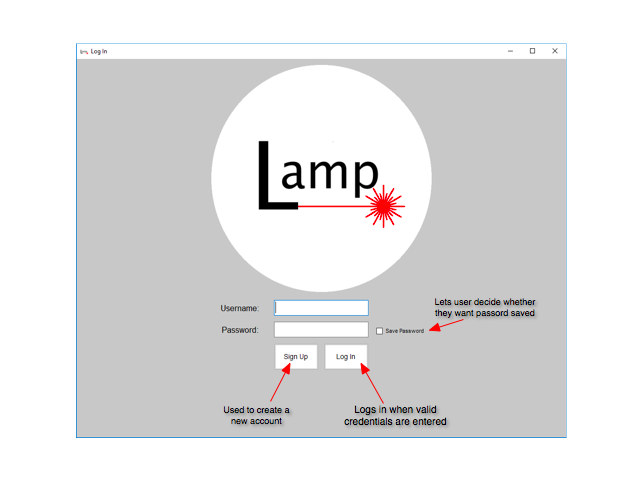 Log In
Lamp
Username:
Lets user decide whether
they want passord saved
Password:
Save Password
Sign Up
Log In
Used to create a
new account
Logs in when valid
credentials are entered